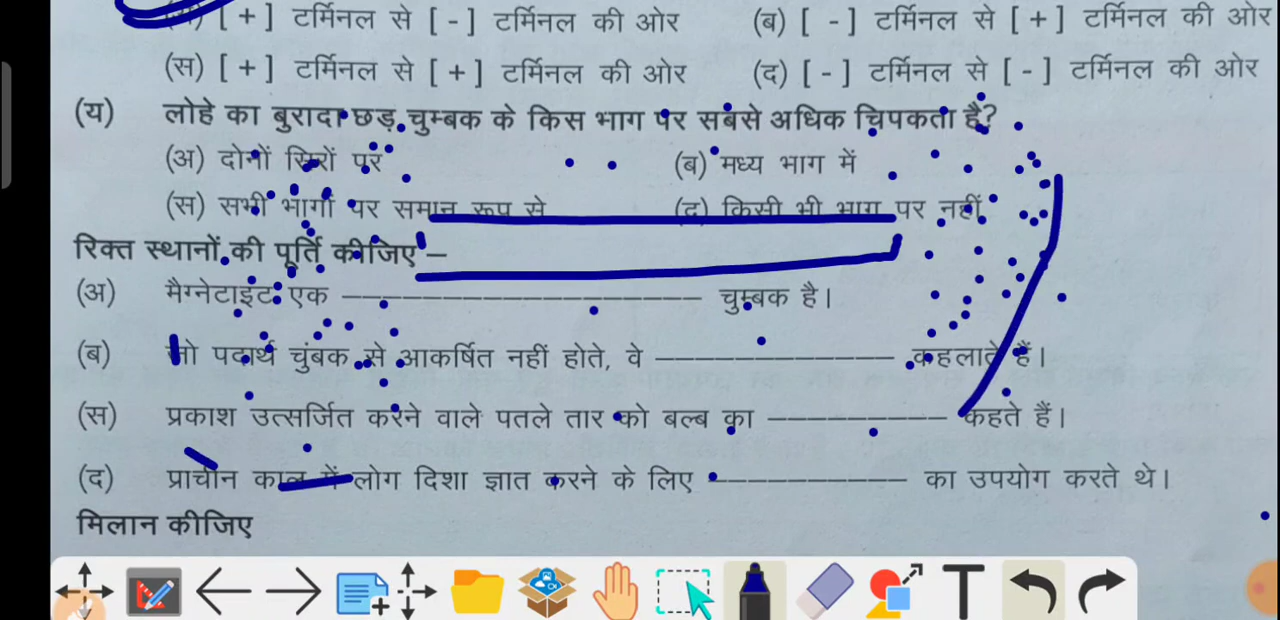 (अ) [ + ] टर्मिनल से [ - ] टर्मिनल की ओर (ब) [ - ] टर्मिनल से [ + ] टर्मिनल की ओर
(स) [ + ] टर्मिनल से [ + ] टर्मिनल की ओर (द) [ - ] टर्मिनल से [ - ] टर्मिनल की ओर
(य) लोहे का बुरादा छड़ चुम्बक के किस भाग पर सबसे अधिक चिपकता है?
(अ) दोनों सिरों पर (ब) मध्य भाग में
(स) सभी भागों पर समान रूप से (द) किसी भी भाग पर नहीं
रिक्त स्थानों की पूर्ति कीजिए –
(अ) मैग्नेटाइट एक —————————— चुम्बक है।
(ब) जो पदार्थ चुंबक से आकर्षित नहीं होते, वे ———————— कहलाते हैं।
(स) प्रकाश उत्सर्जित करने वाले पतले तार को बल्ब का —————— कहते हैं।
(द) प्राचीन काल में लोग दिशा ज्ञात करने के लिए —————— का उपयोग करते थे।
मिलान कीजिए
T